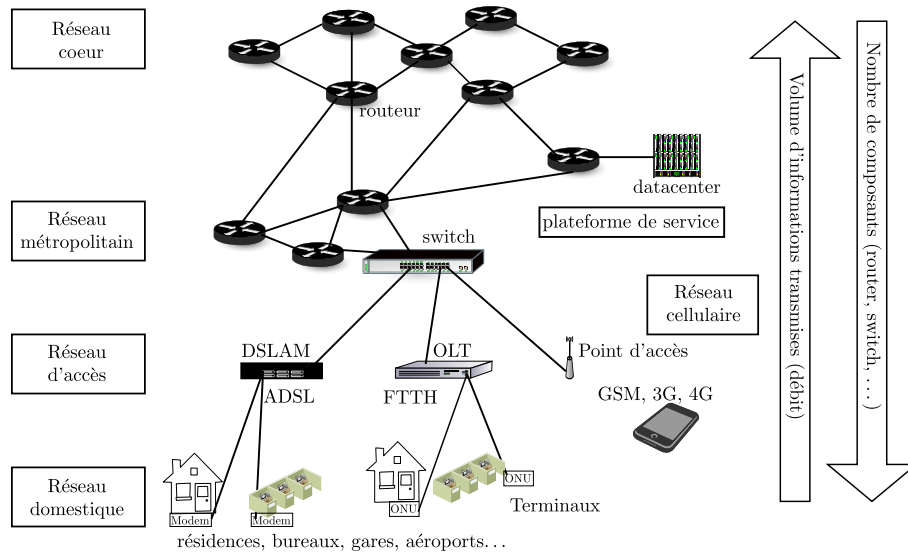 Réseau
coeur
routeur
datacenter
plateforme de service
Réseau
métropolitain
switch
Réseau
cellulaire
Réseau
d'accès
DSLAM
ADSL
OLT
FTTH
Point d'accès
GSM, 3G, 4G
Réseau
domestique
Modem
Modem
ONU
ONU
Terminaux
résidences, bureaux, gares, aéroports...
Volume d'informations transmises (débit)
Nombre de composants (router, switch, ...)